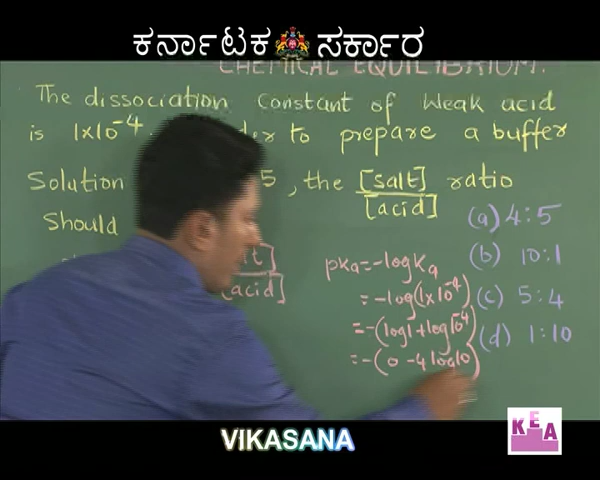 ಕರ್ನಾಟಕ ಸರ್ಕಾರ
CHEMICAL EQUILIBRIUM.
The dissociation constant of weak acid
is 1×10⁻⁴. to prepare a buffer
Solution 5, the [salt] ratio
[acid]
Should
[acid]
pKa = -logKa
= -log(1×10⁻⁴)
= -(log1 + log10⁻⁴)
= -(0 - 4 log10)
(a) 4:5
(b) 10:1
(c) 5:4
(d) 1:10
KEA
VIKASANA